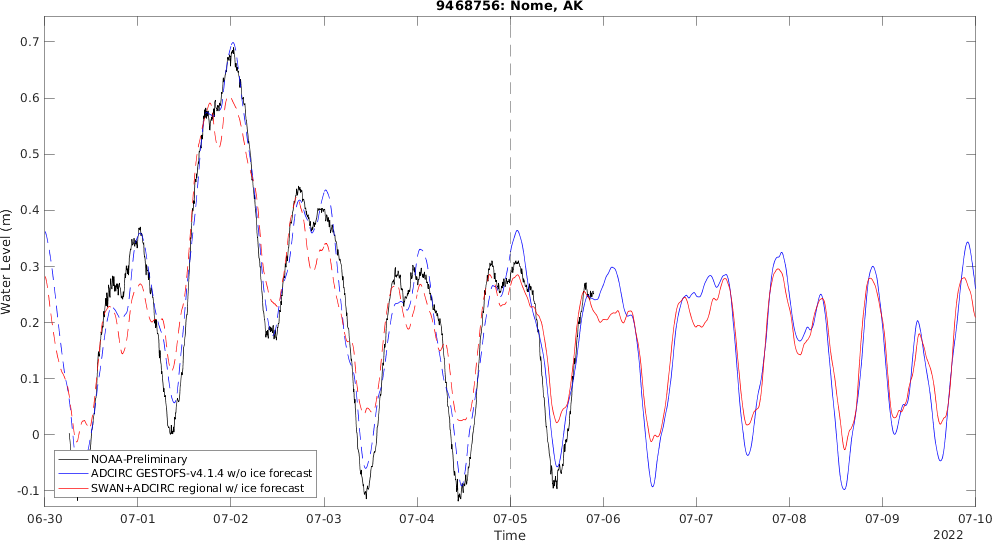 9468756: Nome, AK
Water Level (m)
0.7
0.6
0.5
0.4
0.3
0.2
0.1
0
-0.1
NOAA-Preliminary
ADCIRC GESTOFS-v4.1.4 w/o ice forecast
SWAN+ADCIRC regional w/ ice forecast
06-30 07-01 07-02 07-03 07-04 07-05 07-06 07-07 07-08 07-09 07-10
Time
2022